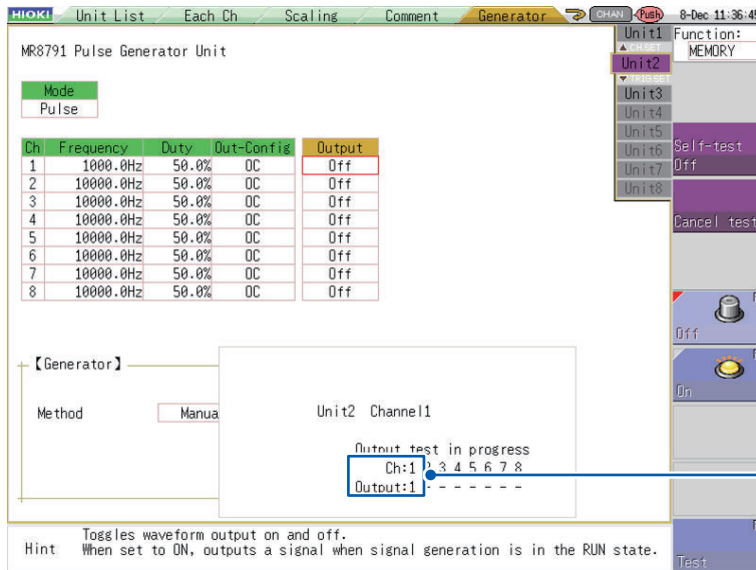 HIOKI Unit List Each Ch Scaling Comment Generator CHAN Push 8-Dec 11:36:45
MR8791 Pulse Generator Unit
Mode
Pulse
Ch Frequency Duty Out-Config Output
1 1000.0Hz 50.0% OC Off
2 10000.0Hz 50.0% OC Off
3 10000.0Hz 50.0% OC Off
4 10000.0Hz 50.0% OC Off
5 10000.0Hz 50.0% OC Off
6 10000.0Hz 50.0% OC Off
7 10000.0Hz 50.0% OC Off
8 10000.0Hz 50.0% OC Off
【Generator】
Method Manua
Unit2 Channel1
Output test in progress
Ch:1 2 3 4 5 6 7 8
Output:1 - - - - - - -
Hint Toggles waveform output on and off.
When set to ON, outputs a signal when signal generation is in the RUN state.
Unit1
▲CH.SET
Unit2
▼TRIG.SET
Unit3
Unit4
Unit5
Unit6
Unit7
Unit8
Function:
MEMORY
Self-test
Off
Cancel test
Off
On
Test